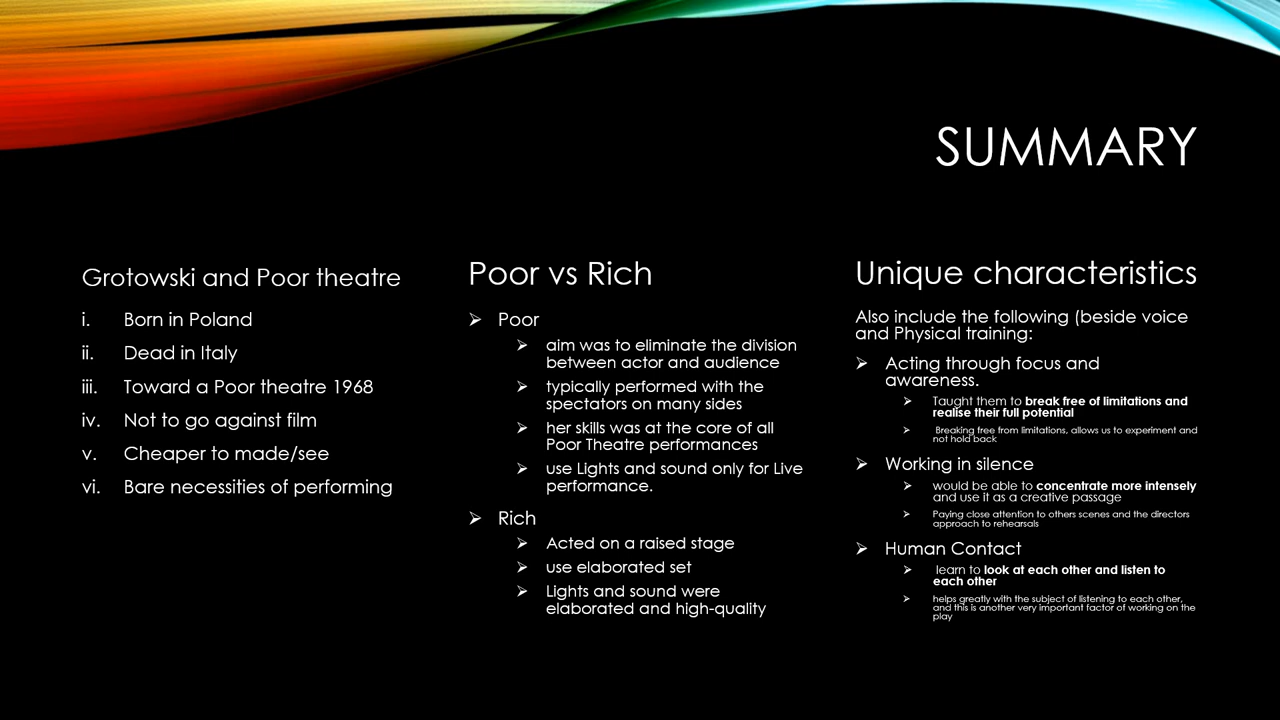 SUMMARY
Grotowski and Poor theatre
i. Born in Poland
ii. Dead in Italy
iii. Toward a Poor theatre 1968
iv. Not to go against film
v. Cheaper to made/see
vi. Bare necessities of performing
Poor vs Rich
Poor
aim was to eliminate the division
between actor and audience
typically performed with the
spectators on many sides
her skills was at the core of all
Poor Theatre performances
use Lights and sound only for Live
performance.
Rich
Acted on a raised stage
use elaborated set
Lights and sound were
elaborated and high-quality
Unique characteristics
Also include the following (beside voice
and Physical training:
Acting through focus and
awareness.
Taught them to break free of limitations and
realise their full potential
Breaking free from limitations, allows us to experiment and
not hold back
Working in silence
would be able to concentrate more intensely
and use it as a creative passage
Paying close attention to others scenes and the directors
approach to rehearsals
Human Contact
learn to look at each other and listen to
each other
helps greatly with the subject of listening to each other,
and this is another very important factor of working on the
play